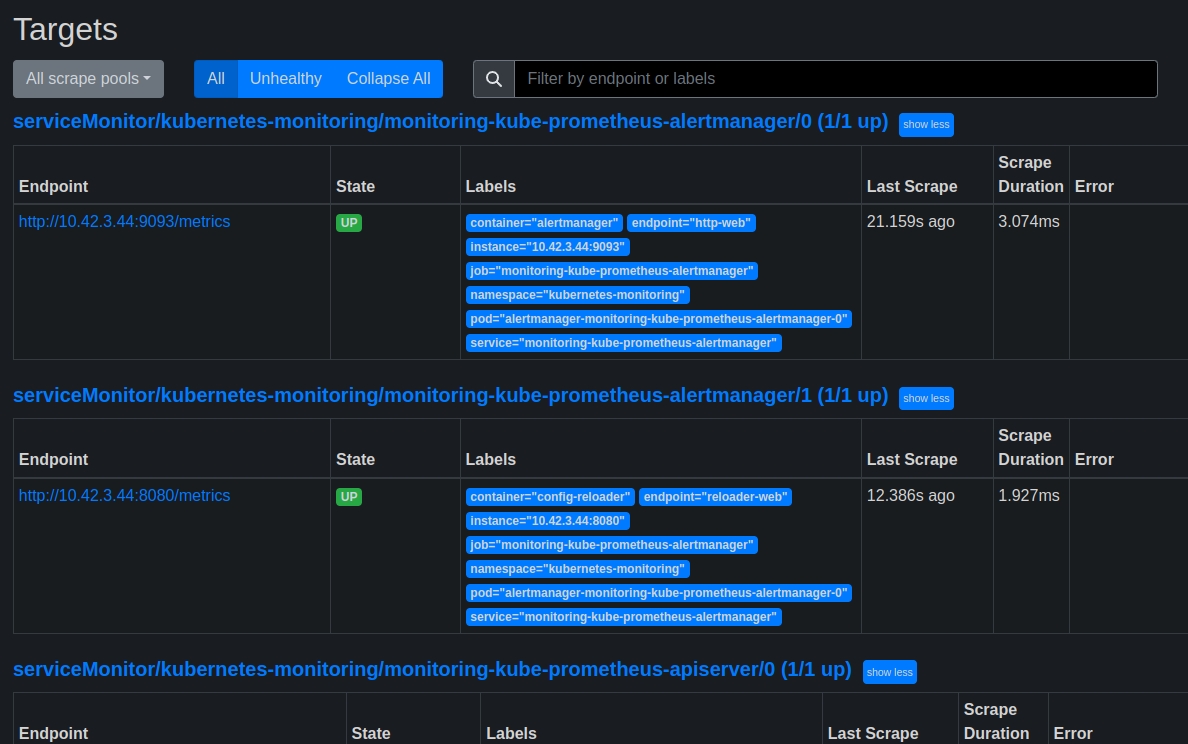 Targets
All scrape pools All Unhealthy Collapse All Filter by endpoint or labels
serviceMonitor/kubernetes-monitoring/monitoring-kube-prometheus-alertmanager/0 (1/1 up) show less
Endpoint State Labels Last Scrape Scrape Duration Error
http://10.42.3.44:9093/metrics UP container="alertmanager" endpoint="http-web" 21.159s ago 3.074ms
instance="10.42.3.44:9093"
job="monitoring-kube-prometheus-alertmanager"
namespace="kubernetes-monitoring"
pod="alertmanager-monitoring-kube-prometheus-alertmanager-0"
service="monitoring-kube-prometheus-alertmanager"
serviceMonitor/kubernetes-monitoring/monitoring-kube-prometheus-alertmanager/1 (1/1 up) show less
Endpoint State Labels Last Scrape Scrape Duration Error
http://10.42.3.44:8080/metrics UP container="config-reloader" endpoint="reloader-web" 12.386s ago 1.927ms
instance="10.42.3.44:8080"
job="monitoring-kube-prometheus-alertmanager"
namespace="kubernetes-monitoring"
pod="alertmanager-monitoring-kube-prometheus-alertmanager-0"
service="monitoring-kube-prometheus-alertmanager"
serviceMonitor/kubernetes-monitoring/monitoring-kube-prometheus-apiserver/0 (1/1 up) show less
Endpoint State Labels Last Scrape Scrape Duration Error